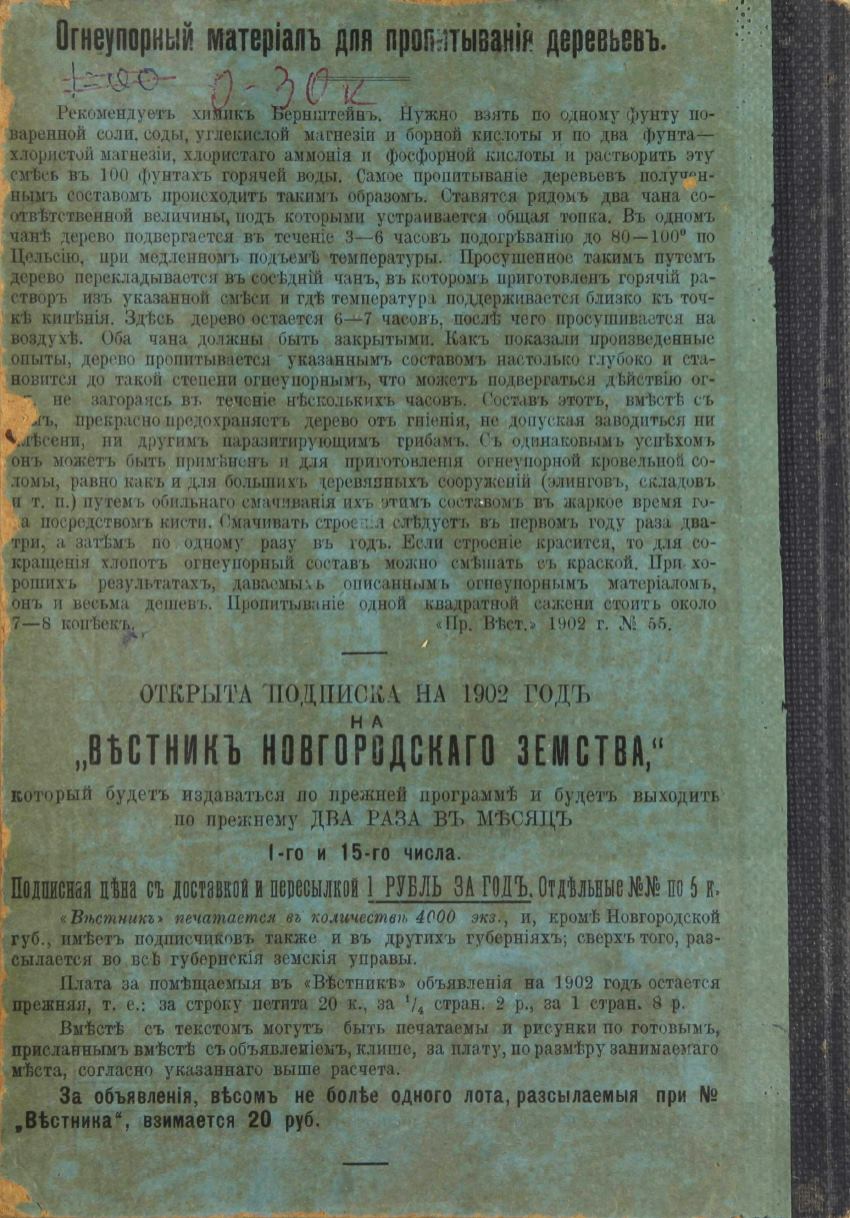 Огнеупорный матеріалъ для пропитыванія деревьевъ.
0-30к
Рекомендуетъ химикъ Бернштейнъ. Нужно взять по одному фунту по-
варенной соли, соды, углекислой магнезіи и борной кислоты и по два фунта—
хлористой магнезіи, хлористаго аммонія и фосфорной кислоты и растворить эту
смѣсь въ 100 фунтахъ горячей воды. Самое пропитываніе деревьевъ получен-
нымъ составомъ происходитъ такимъ образомъ. Ставятся рядомъ два чана со-
отвѣтственной величины, подъ которыми устраивается общая топка. Въ одномъ
чанѣ дерево подвергается въ теченіе 3—6 часовъ подогрѣванію до 80—100° по
Цельсію, при медленномъ подъемѣ температуры. Просушенное такимъ путемъ
дерево перекладывается въ сосѣдній чанъ, въ которомъ приготовленъ горячій ра-
створъ изъ указанной смѣси и гдѣ температура поддерживается близко къ точ-
кѣ кипѣнія. Здѣсь дерево остается 6—7 часовъ, послѣ чего просушивается на
воздухѣ. Оба чана должны быть закрытыми. Какъ показали произведенные
опыты, дерево пропитывается указаннымъ составомъ настолько глубоко и ста-
новится до такой степени огнеупорнымъ, что можетъ подвергаться дѣйствію ог-
не загораясь въ теченіе нѣсколькихъ часовъ. Составъ этотъ, вмѣстѣ съ
прекрасно предохраняетъ дерево отъ гніенія, не допуская заводиться ни
лѣсени, ни другимъ паразитирующимъ грибамъ. Съ одинаковымъ успѣхомъ
онъ можетъ быть примѣненъ и для приготовленія огнеупорной кровельной со-
ломы, равно какъ и для большихъ деревянныхъ сооруженій (элинговъ, складовъ
и т. п.) путемъ обильнаго смачиванія ихъ этимъ составомъ въ жаркое время го-
а посредствомъ кисти. Смачивать строенія слѣдуетъ въ первомъ году раза два-
три, а затѣмъ по одному разу въ годъ. Если строеніе красится, то для со-
кращенія хлопотъ огнеупорный составъ можно смѣшать съ краской. При хо-
рошихъ результатахъ, даваемыхъ описаннымъ огнеупорнымъ матеріаломъ,
онъ и весьма дешевъ. Пропитываніе одной квадратной сажени стоитъ около
7—8 копѣекъ. «Пр. Вѣст.» 1902 г. № 55.
ОТКРЫТА ПОДПИСКА НА 1902 ГОДЪ
НА
„ВѢСТНИКЪ НОВГОРОДСКАГО ЗЕМСТВА,“
который будетъ издаваться по прежней программѣ и будетъ выходить
по прежнему ДВА РАЗА ВЪ МѢСЯЦЪ
1-го и 15-го числа.
Подписная цѣна съ доставкой и пересылкой 1 РУБЛЬ ЗА ГОДЪ. Отдѣльные №№ по 5 к.
«Вѣстникъ» печатается въ количествѣ 4000 экз., и, кромѣ Новгородской
губ., имѣетъ подписчиковъ также и въ другихъ губерніяхъ; сверхъ того, раз-
сылается во всѣ губернскія земскія управы.
Плата за помѣщаемыя въ «Вѣстникѣ» объявленія на 1902 годъ остается
прежняя, т. е.: за строку петита 20 к., за 1/4 стран. 2 р., за 1 стран. 8 р.
Вмѣстѣ съ текстомъ могутъ быть печатаемы и рисунки по готовымъ,
присланнымъ вмѣстѣ съ объявленіемъ, клише, за плату, по размѣру занимаемаго
мѣста, согласно указаннаго выше расчета.
За объявленія, вѣсомъ не болѣе одного лота, разсылаемыя при №
„Вѣстника“, взимается 20 руб.